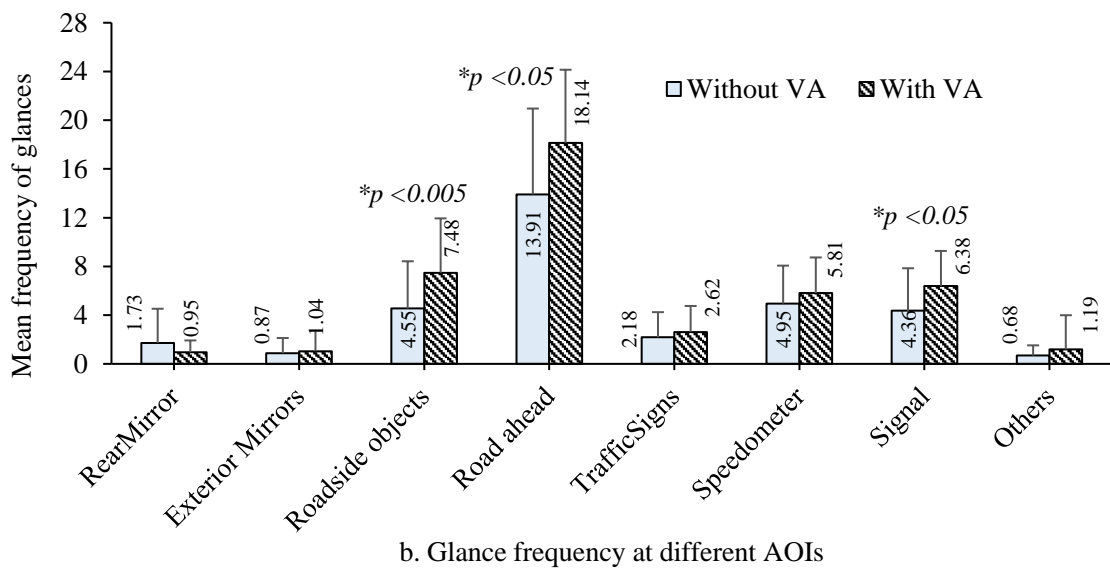 28
24
20
16
12
8
4
0
Mean frequency of glances
Without VA
With VA
*p <0.05
*p <0.005
*p <0.05
1.73
0.95
0.87
1.04
4.55
7.48
13.91
18.14
2.18
2.62
4.95
5.81
4.36
6.38
0.68
1.19
RearMirror
Exterior Mirrors
Roadside objects
Road ahead
TrafficSigns
Speedometer
Signal
Others
b. Glance frequency at different AOIs